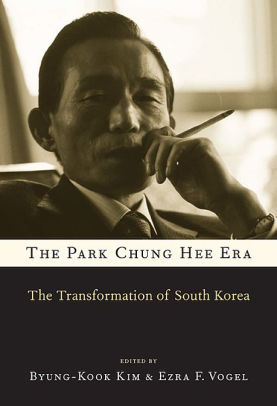 The Park Chung Hee Era
The Transformation of South Korea
edited by
Byung-Kook Kim & Ezra F. Vogel